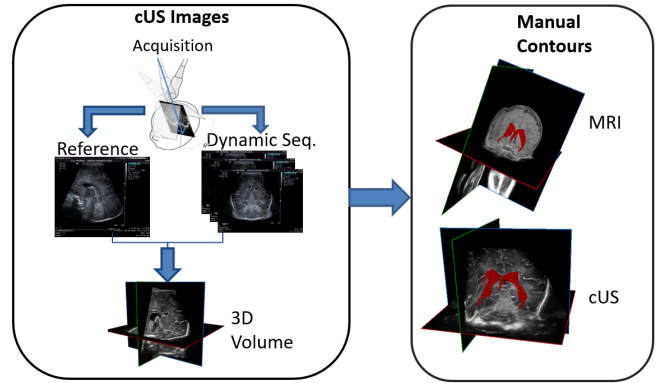 cUS Images
Acquisition
Reference
Dynamic Seq.
3D
Volume
Manual
Contours
MRI
cUS